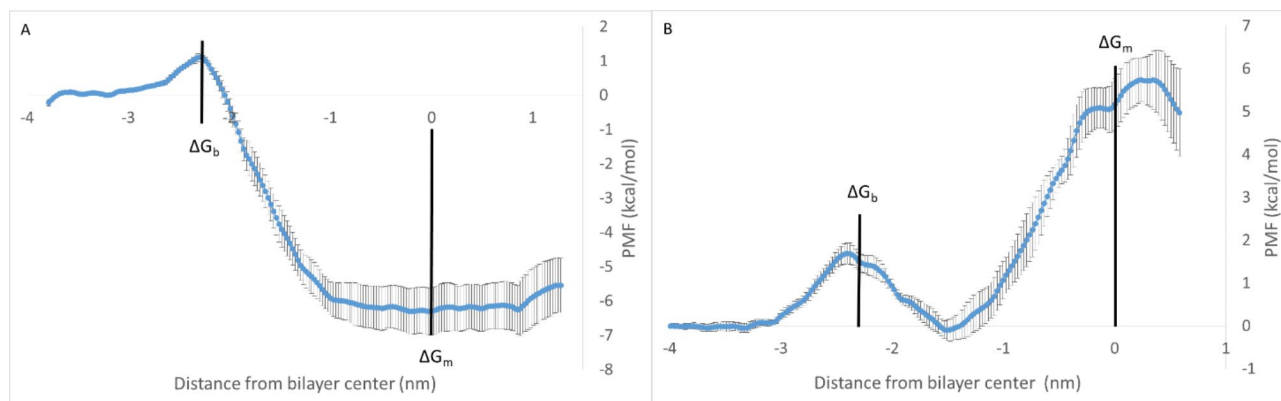 A
2
1
0
-1
-2
-3
-4
-5
-6
-7
-8
-4 -3 -2 -1 0 1
ΔGb
ΔGm
PMF (kcal/mol)
Distance from bilayer center (nm)
B
7
6
5
4
3
2
1
0
-1
-4 -3 -2 -1 0 1
ΔGb
ΔGm
PMF (kcal/mol)
Distance from bilayer center (nm)